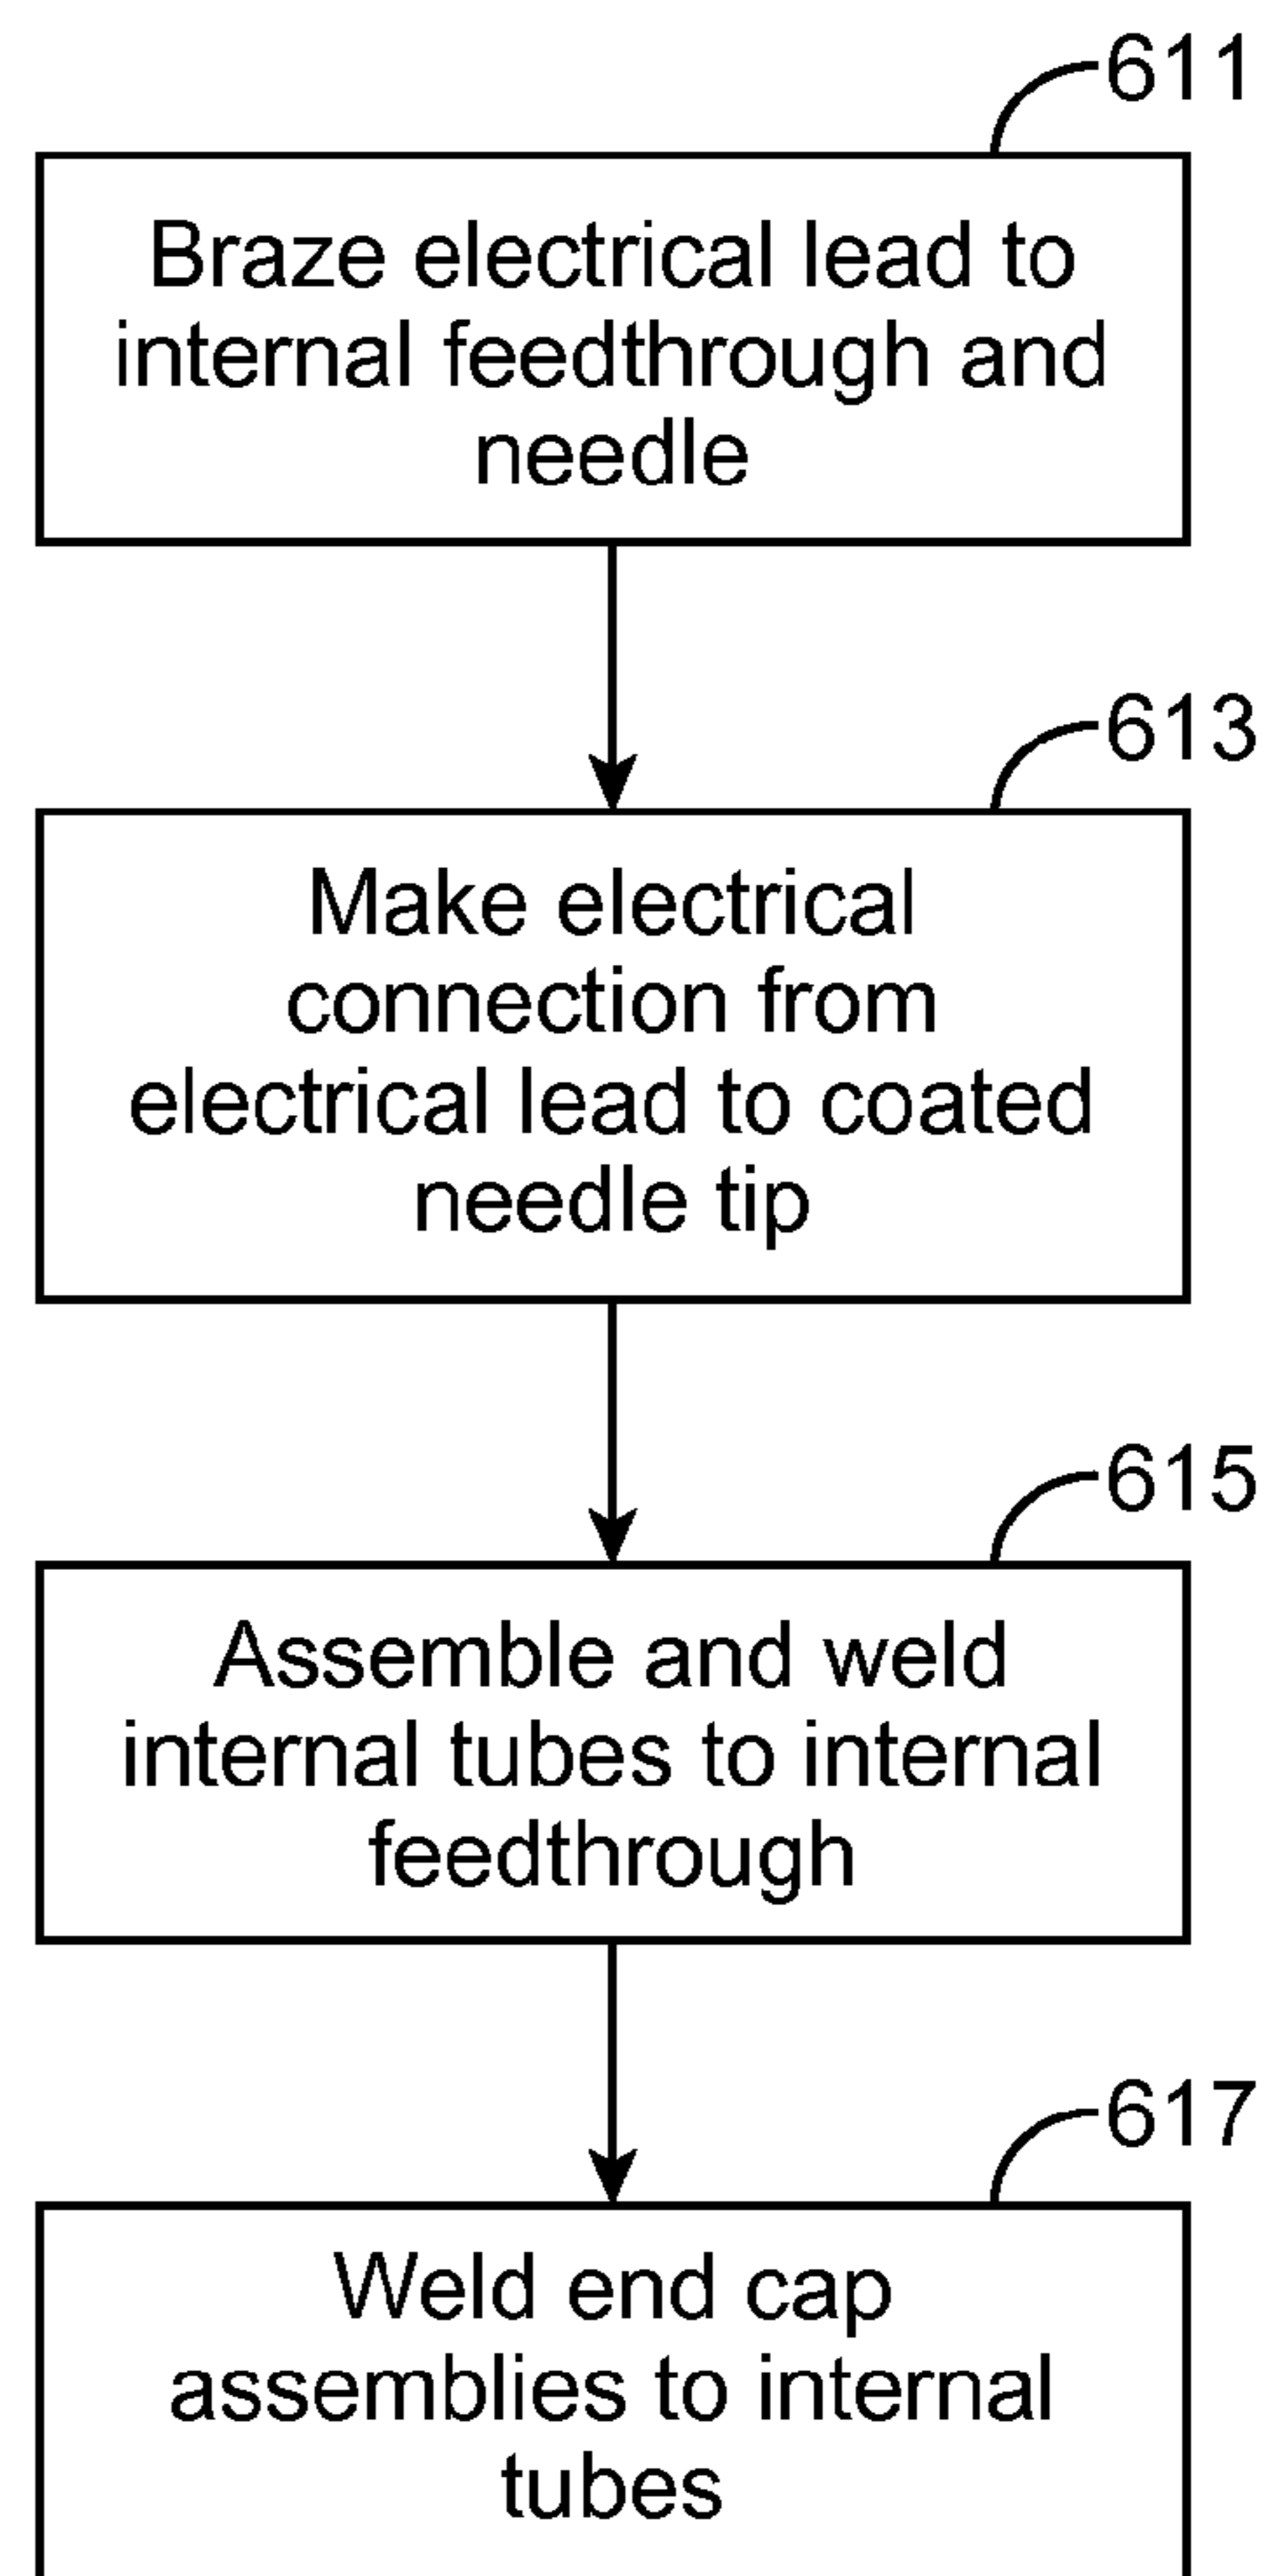 611
Braze electrical lead to
internal feedthrough and
needle
613
Make electrical
connection from
electrical lead to coated
needle tip
615
Assemble and weld
internal tubes to internal
feedthrough
617
Weld end cap
assemblies to internal
tubes